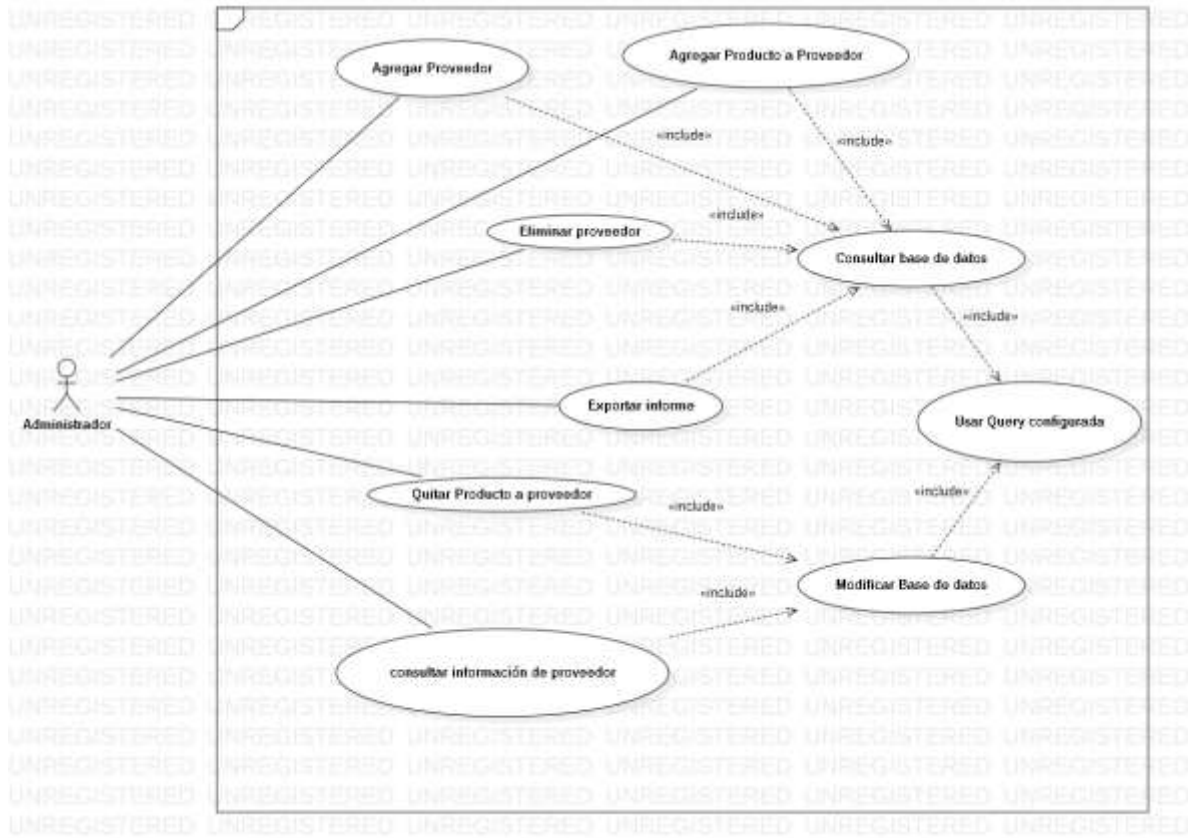 Agregar Proveedor
Agregar Producto a Proveedor
«include»
«include»
«include»
Eliminar proveedor
Consultar base de datos
«include»
«include»
Exportar informe
Usar Query configurada
Administrador
«include»
Quitar Producto a proveedor
«include»
Modificar Base de datos
«include»
consultar información de proveedor
UNREGISTERED